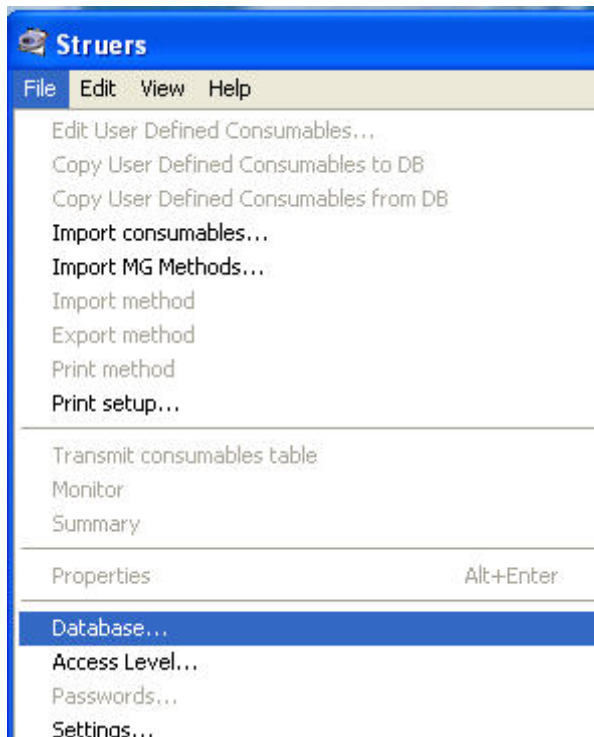 Struers
File Edit View Help
Edit User Defined Consumables...
Copy User Defined Consumables to DB
Copy User Defined Consumables from DB
Import consumables...
Import MG Methods...
Import method
Export method
Print method
Print setup...
Transmit consumables table
Monitor
Summary
Properties Alt+Enter
Database...
Access Level...
Passwords...
Settings...